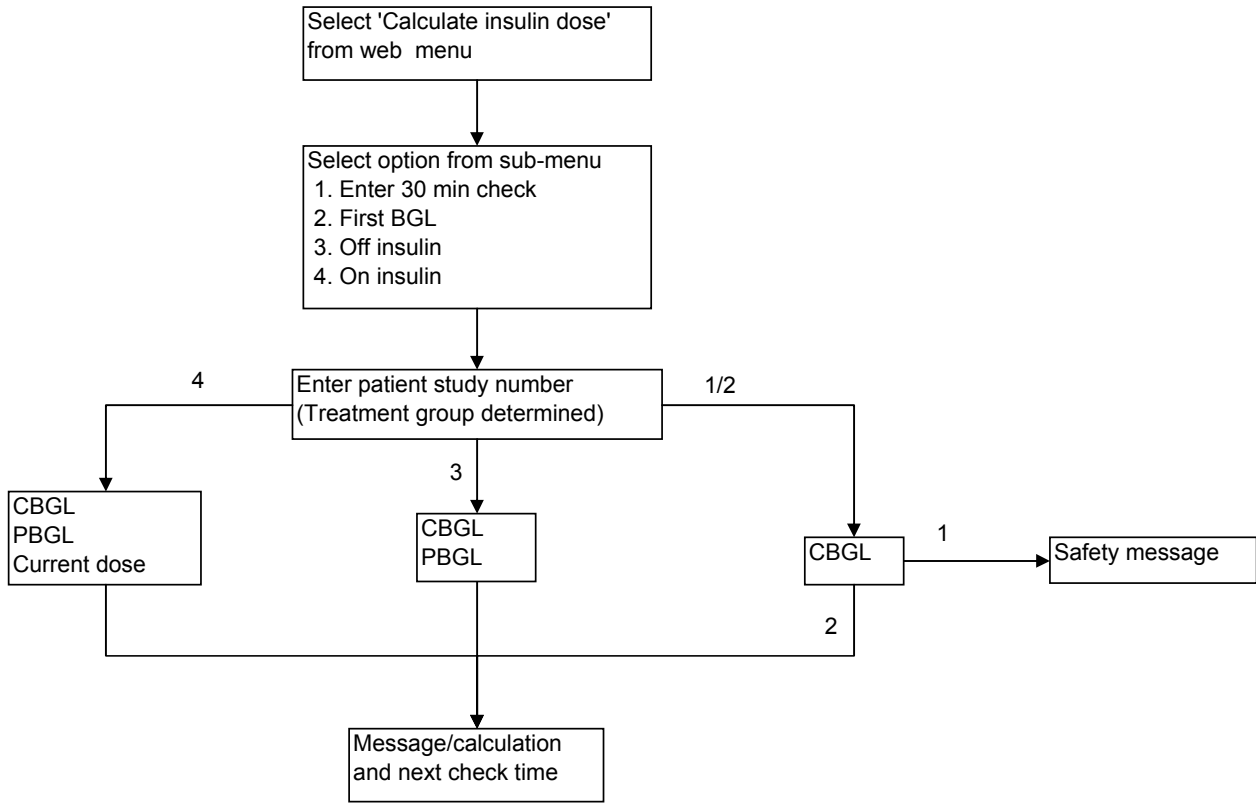 Select 'Calculate insulin dose'
from web menu
Select option from sub-menu
1. Enter 30 min check
2. First BGL
3. Off insulin
4. On insulin
4
Enter patient study number
(Treatment group determined)
1/2
3
CBGL
PBGL
Current dose
CBGL
PBGL
CBGL
1
Safety message
2
Message/calculation
and next check time